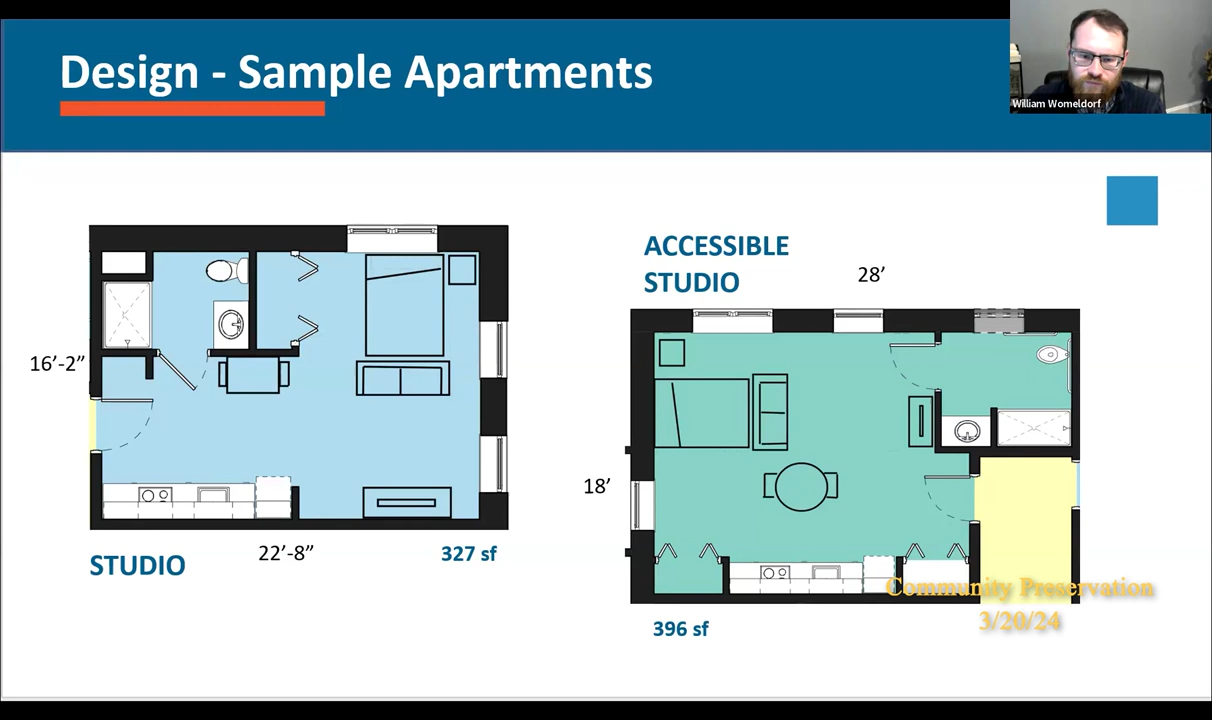 Design - Sample Apartments
William Womeldorf
ACCESSIBLE
STUDIO
28’
16’-2”
18’
22’-8”
327 sf
STUDIO
Community Preservation
3/20/24
396 sf